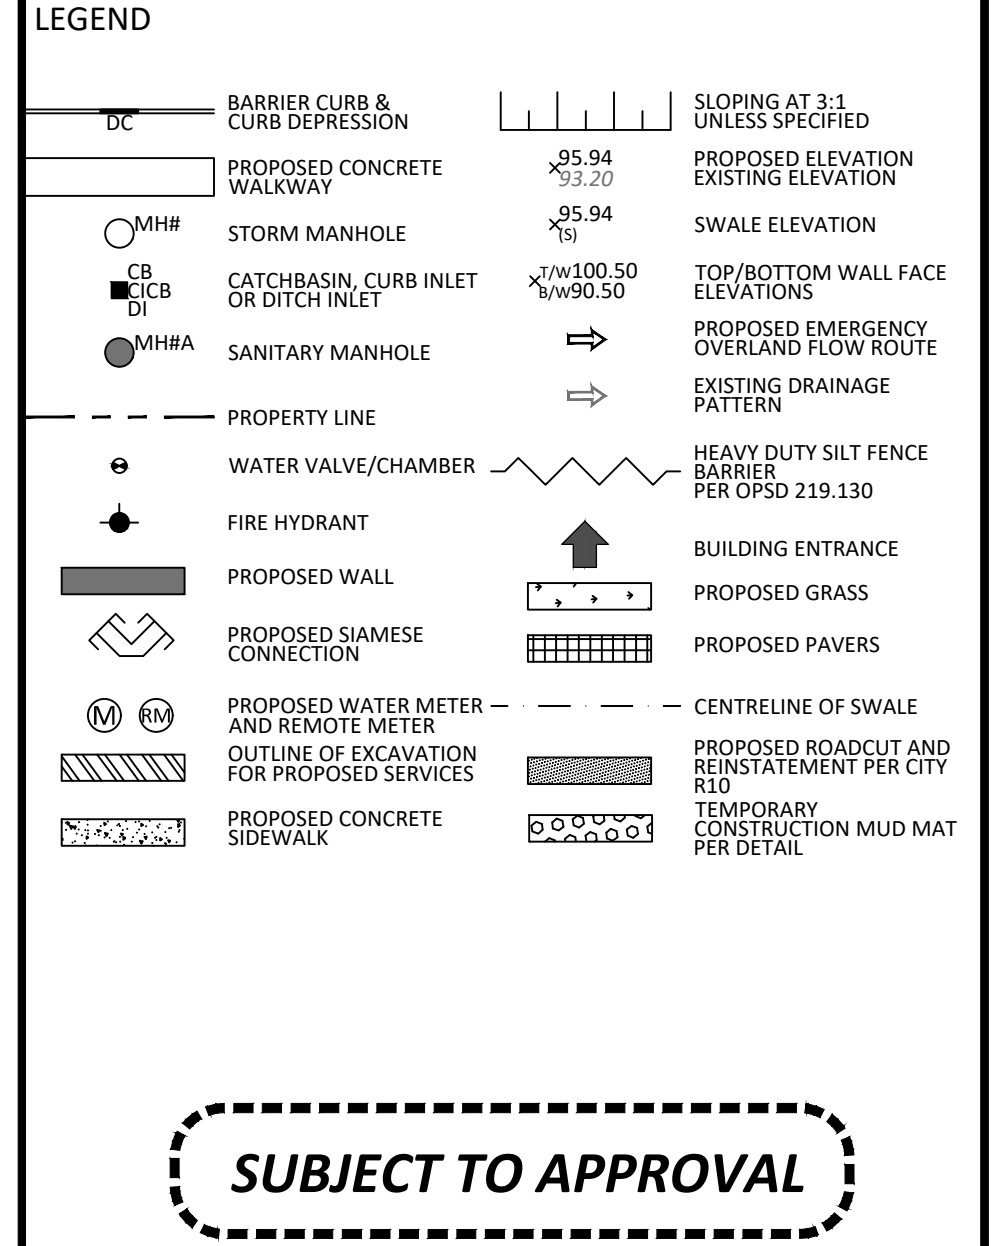 LEGEND
DC
BARRIER CURB &
CURB DEPRESSION
PROPOSED CONCRETE
WALKWAY
MH#
STORM MANHOLE
CB
CICB
DI
CATCHBASIN, CURB INLET
OR DITCH INLET
MH#A
SANITARY MANHOLE
PROPERTY LINE
WATER VALVE/CHAMBER
FIRE HYDRANT
PROPOSED WALL
PROPOSED SIAMESE
CONNECTION
M
RM
PROPOSED WATER METER
AND REMOTE METER
OUTLINE OF EXCAVATION
FOR PROPOSED SERVICES
PROPOSED CONCRETE
SIDEWALK
SLOPING AT 3:1
UNLESS SPECIFIED
95.94
93.20
PROPOSED ELEVATION
EXISTING ELEVATION
95.94
(S)
SWALE ELEVATION
T/W100.50
B/W90.50
TOP/BOTTOM WALL FACE
ELEVATIONS
PROPOSED EMERGENCY
OVERLAND FLOW ROUTE
EXISTING DRAINAGE
PATTERN
HEAVY DUTY SILT FENCE
BARRIER
PER OPSD 219.130
BUILDING ENTRANCE
PROPOSED GRASS
PROPOSED PAVERS
CENTRELINE OF SWALE
PROPOSED ROADCUT AND
REINSTATEMENT PER CITY
R10
TEMPORARY
CONSTRUCTION MUD MAT
PER DETAIL
SUBJECT TO APPROVAL